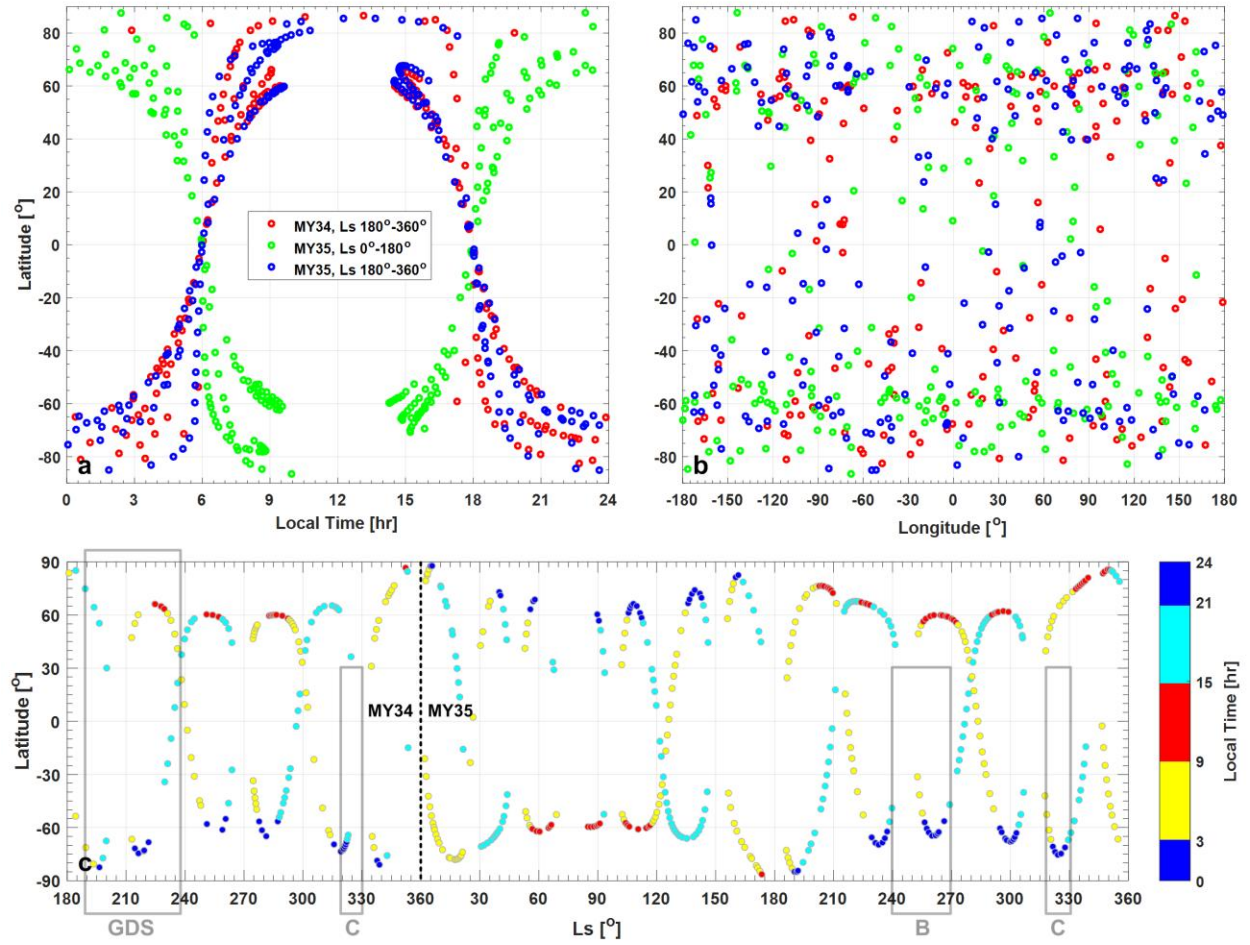 80
60
40
20
0
-20
-40
-60
-80
Latitude [°]
MY34, Ls 180°-360°
MY35, Ls 0°-180°
MY35, Ls 180°-360°
a
0 3 6 9 12 15 18 21 24
Local Time [hr]
80
60
40
20
0
-20
-40
-60
-80
b
-180 -150 -120 -90 -60 -30 0 30 60 90 120 150 180
Longitude [°]
90
60
30
0
-30
-60
-90
Latitude [°]
MY34 MY35
c
180 210 240 270 300 330 360 30 60 90 120 150 180 210 240 270 300 330 360
GDS C Ls [°] B C
24
21
15
9
3
0
Local Time [hr]